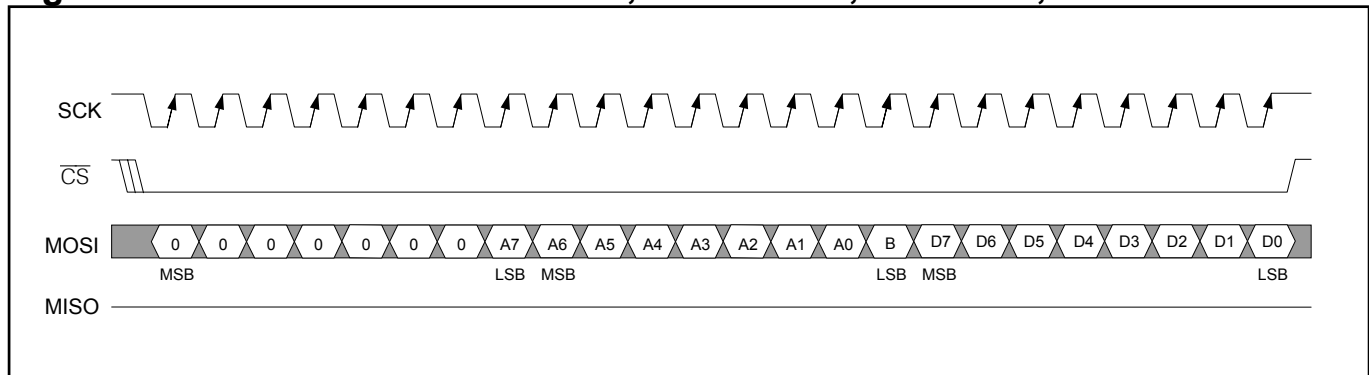 SCK
CS
MOSI 0 0 0 0 0 0 0 A7 A6 A5 A4 A3 A2 A1 A0 B D7 D6 D5 D4 D3 D2 D1 D0
MSB LSB MSB LSB MSB LSB
MISO